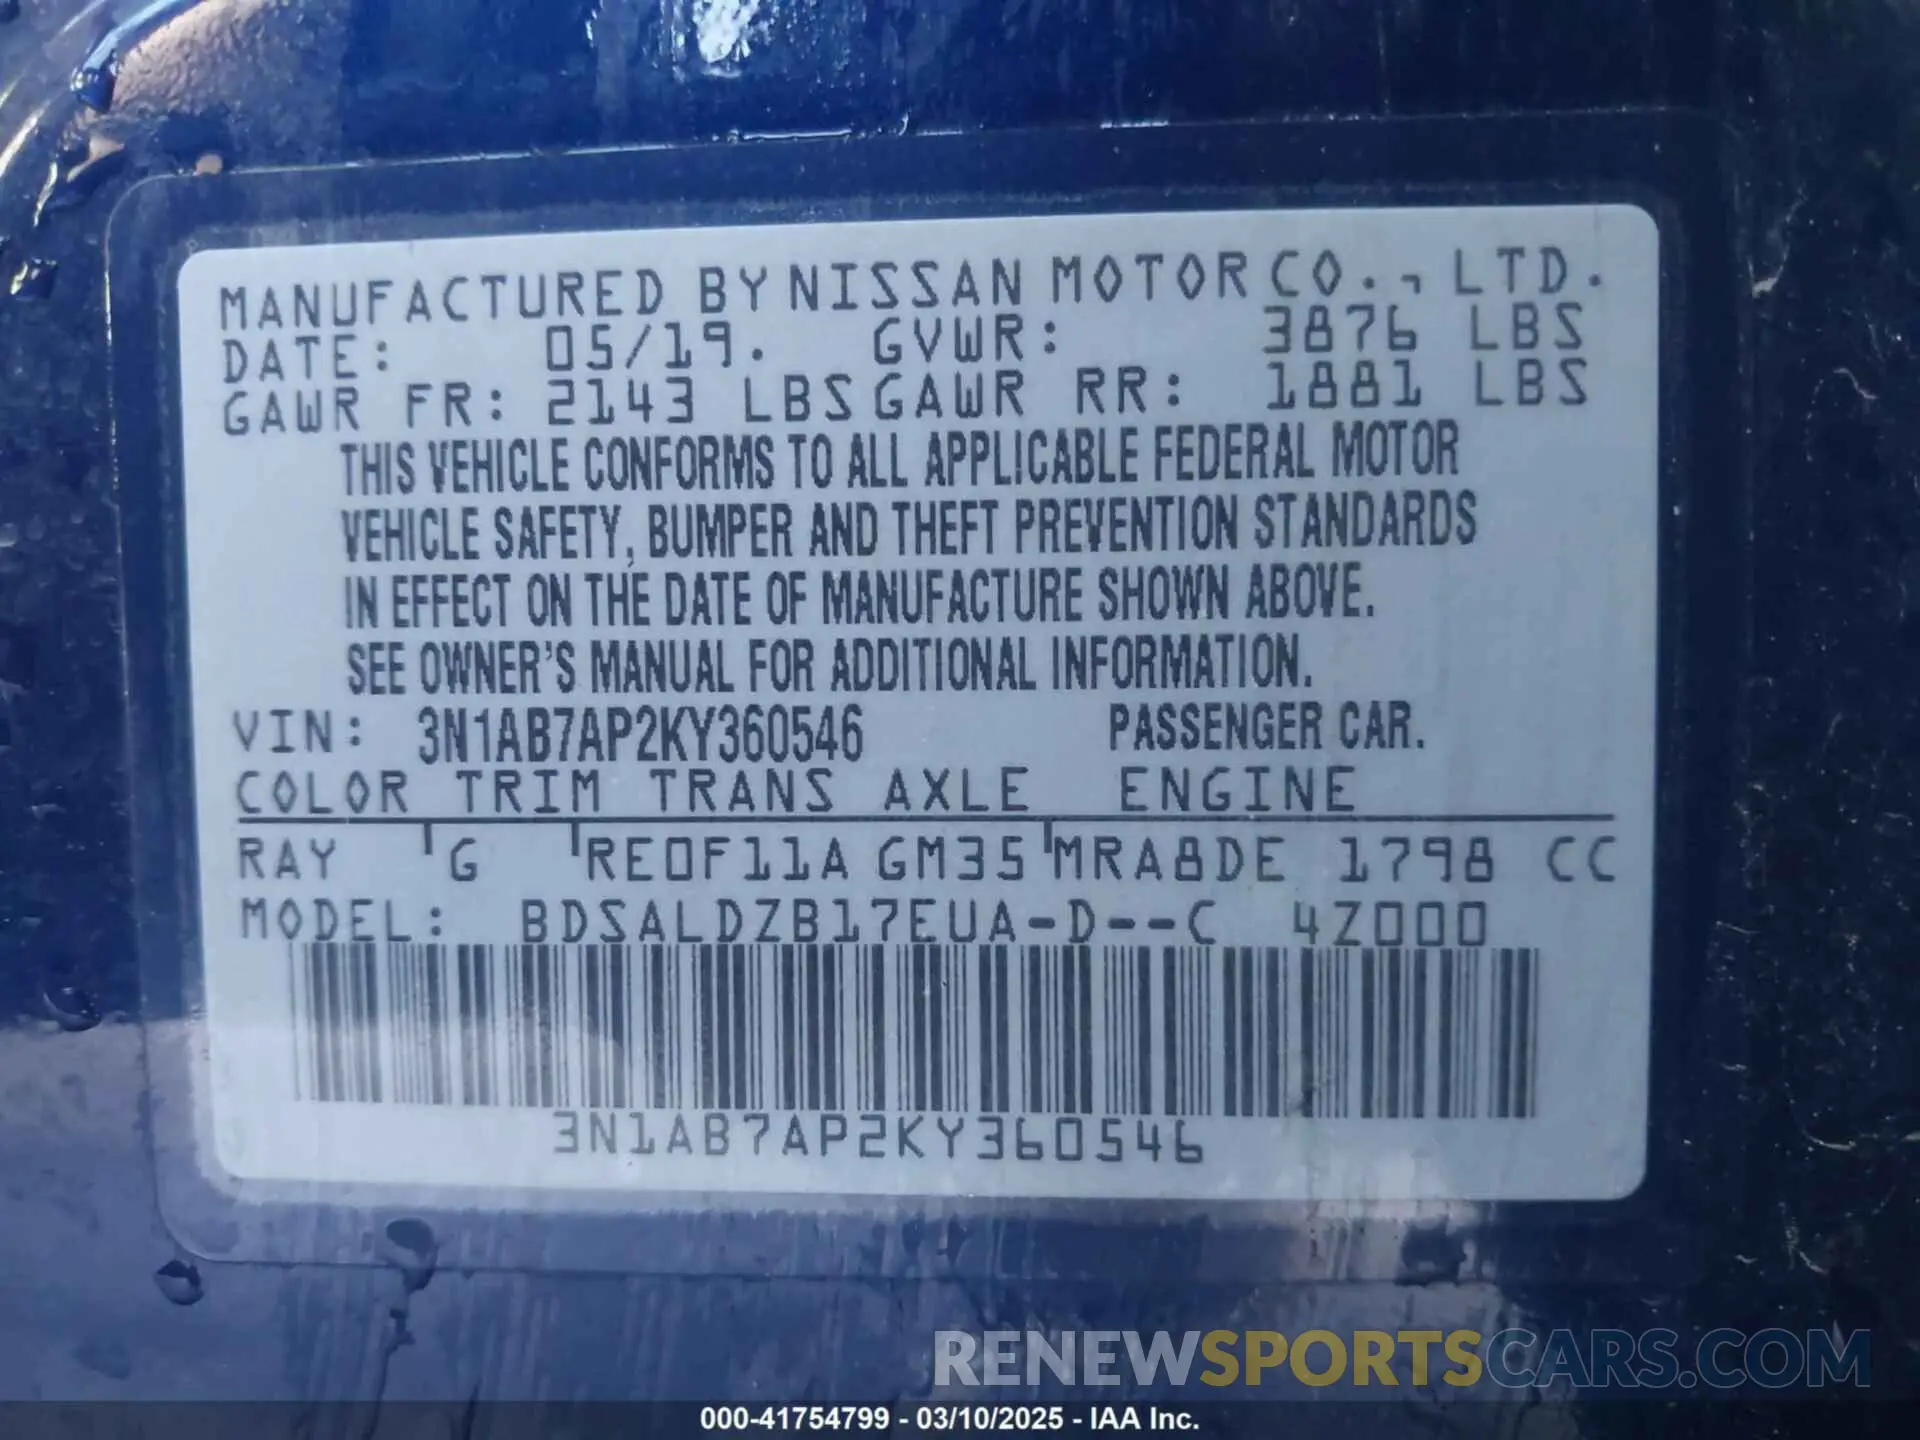 MANUFACTURED BY NISSAN MOTOR CO., LTD.
DATE: 05/19. GVWR: 3876 LBS
GAWR FR: 2143 LBS GAWR RR: 1881 LBS
THIS VEHICLE CONFORMS TO ALL APPLICABLE FEDERAL MOTOR
VEHICLE SAFETY, BUMPER AND THEFT PREVENTION STANDARDS
IN EFFECT ON THE DATE OF MANUFACTURE SHOWN ABOVE.
SEE OWNER'S MANUAL FOR ADDITIONAL INFORMATION.
VIN: 3N1AB7AP2KY360546 PASSENGER CAR.
COLOR TRIM TRANS AXLE ENGINE
RAY G RE0F11A GM35 MRA8DE 1798 CC
MODEL: BDSALDZB17EUA-D--C 4Z000
3N1AB7AP2KY360546
RENEWSPORTSCARS.COM
000-41754799 - 03/10/2025 - IAA Inc.